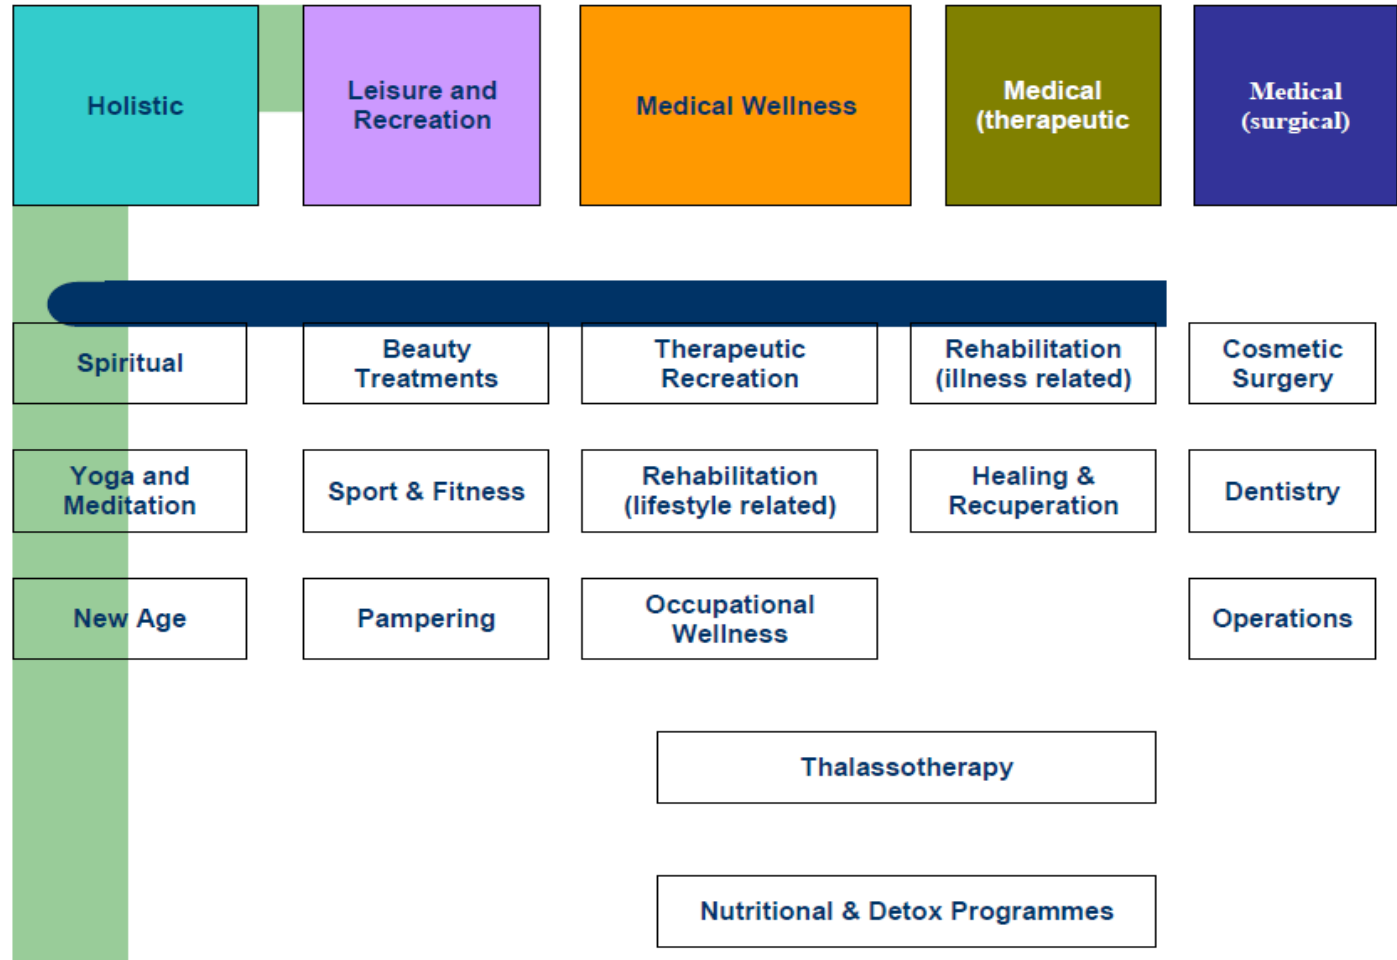 Holistic
Leisure and
Recreation
Medical Wellness
Medical
(therapeutic
Medical
(surgical)
Spiritual
Beauty
Treatments
Therapeutic
Recreation
Rehabilitation
(illness related)
Cosmetic
Surgery
Yoga and
Meditation
Sport & Fitness
Rehabilitation
(lifestyle related)
Healing &
Recuperation
Dentistry
New Age
Pampering
Occupational
Wellness
Operations
Thalassotherapy
Nutritional & Detox Programmes